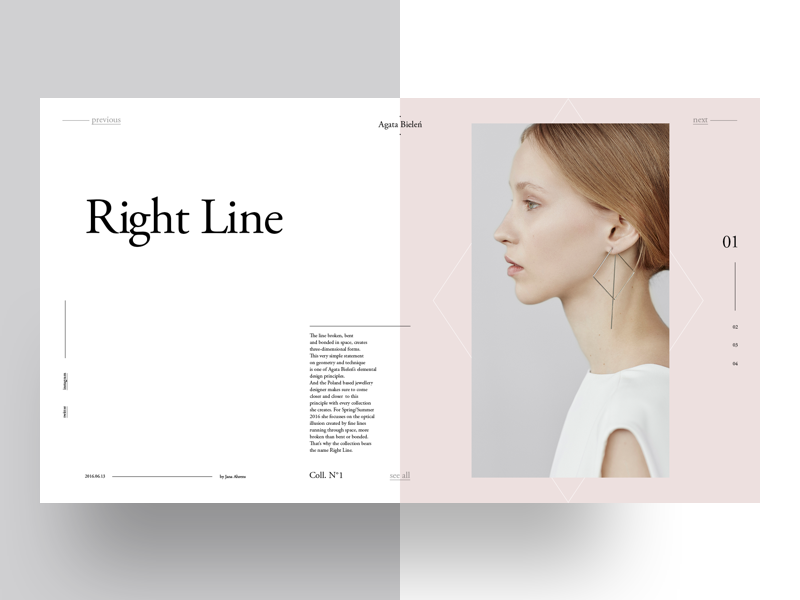 previous
Agata Bieleń
next
Right Line
01
02
03
04
The line broken, bent
and bonded in space, creates
three-dimensional forms.
This very simple statement
on geometry and technique
is one of Agata Bieleń's elemental
design principles.
And the Poland based jewellery
designer makes sure to come
closer and closer to this
principle with every collection
she creates. For Spring/Summer
2016 she focuses on the optical
illusion created by fine lines
running through space, more
broken than bent or bonded.
That's why the collection bears
the name Right Line.
instagram
2016.06.13
by Jana Ahrens
Coll. N°1
see all